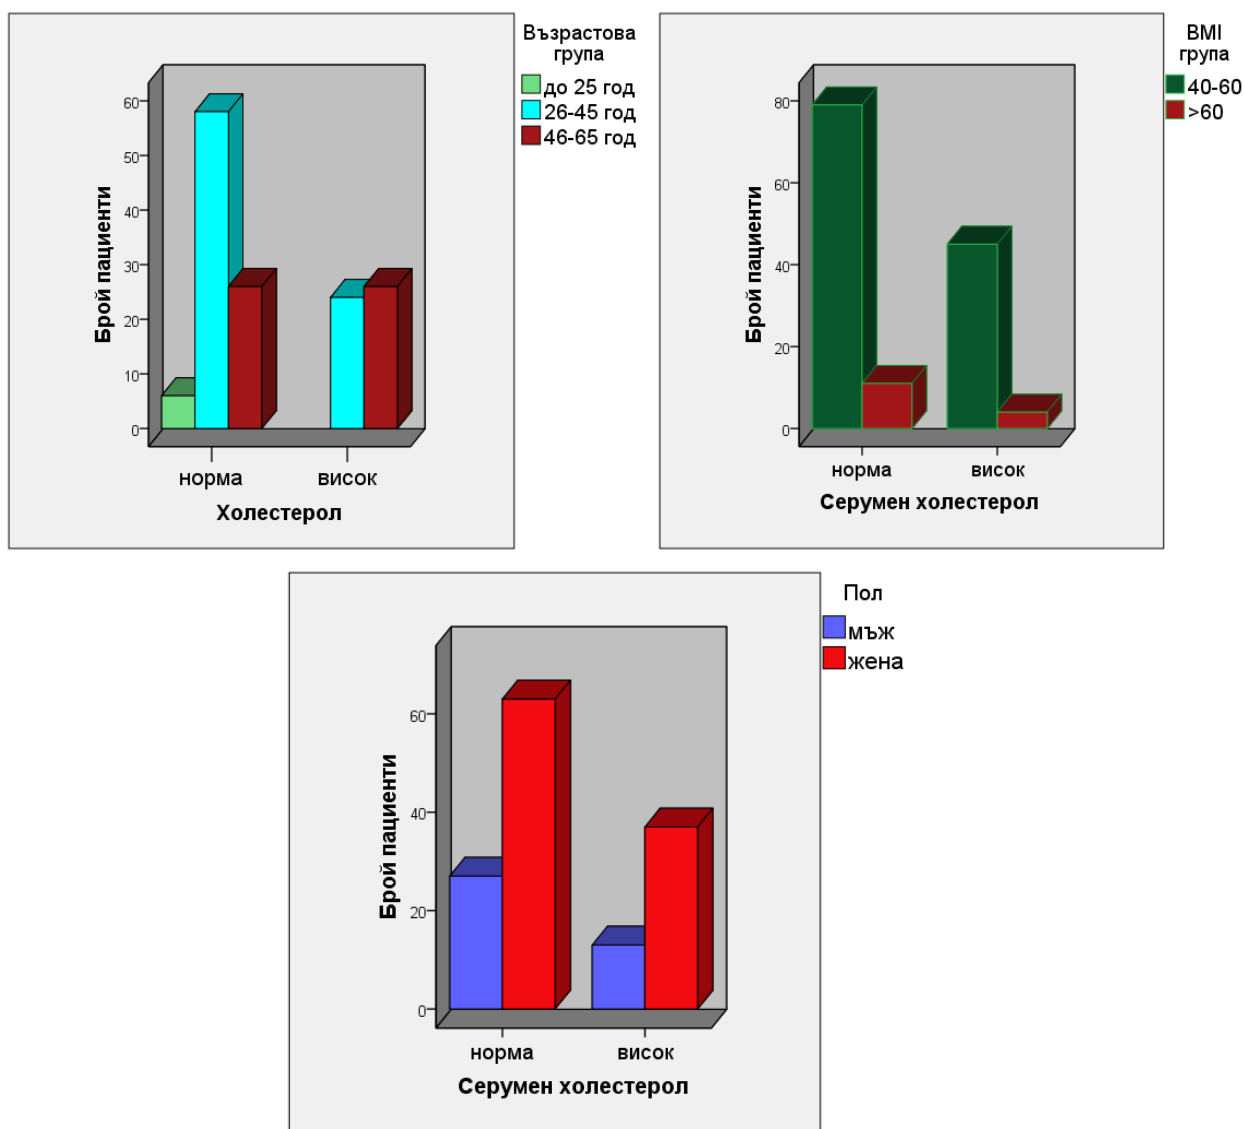 Възрастова
група
до 25 год
26-45 год
46-65 год
Брой пациенти
60
50
40
30
20
10
0
норма
висок
Холестерол
BMI
група
40-60
>60
Брой пациенти
80
60
40
20
0
норма
висок
Серумен холестерол
Пол
мъж
жена
Брой пациенти
60
40
20
0
норма
висок
Серумен холестерол